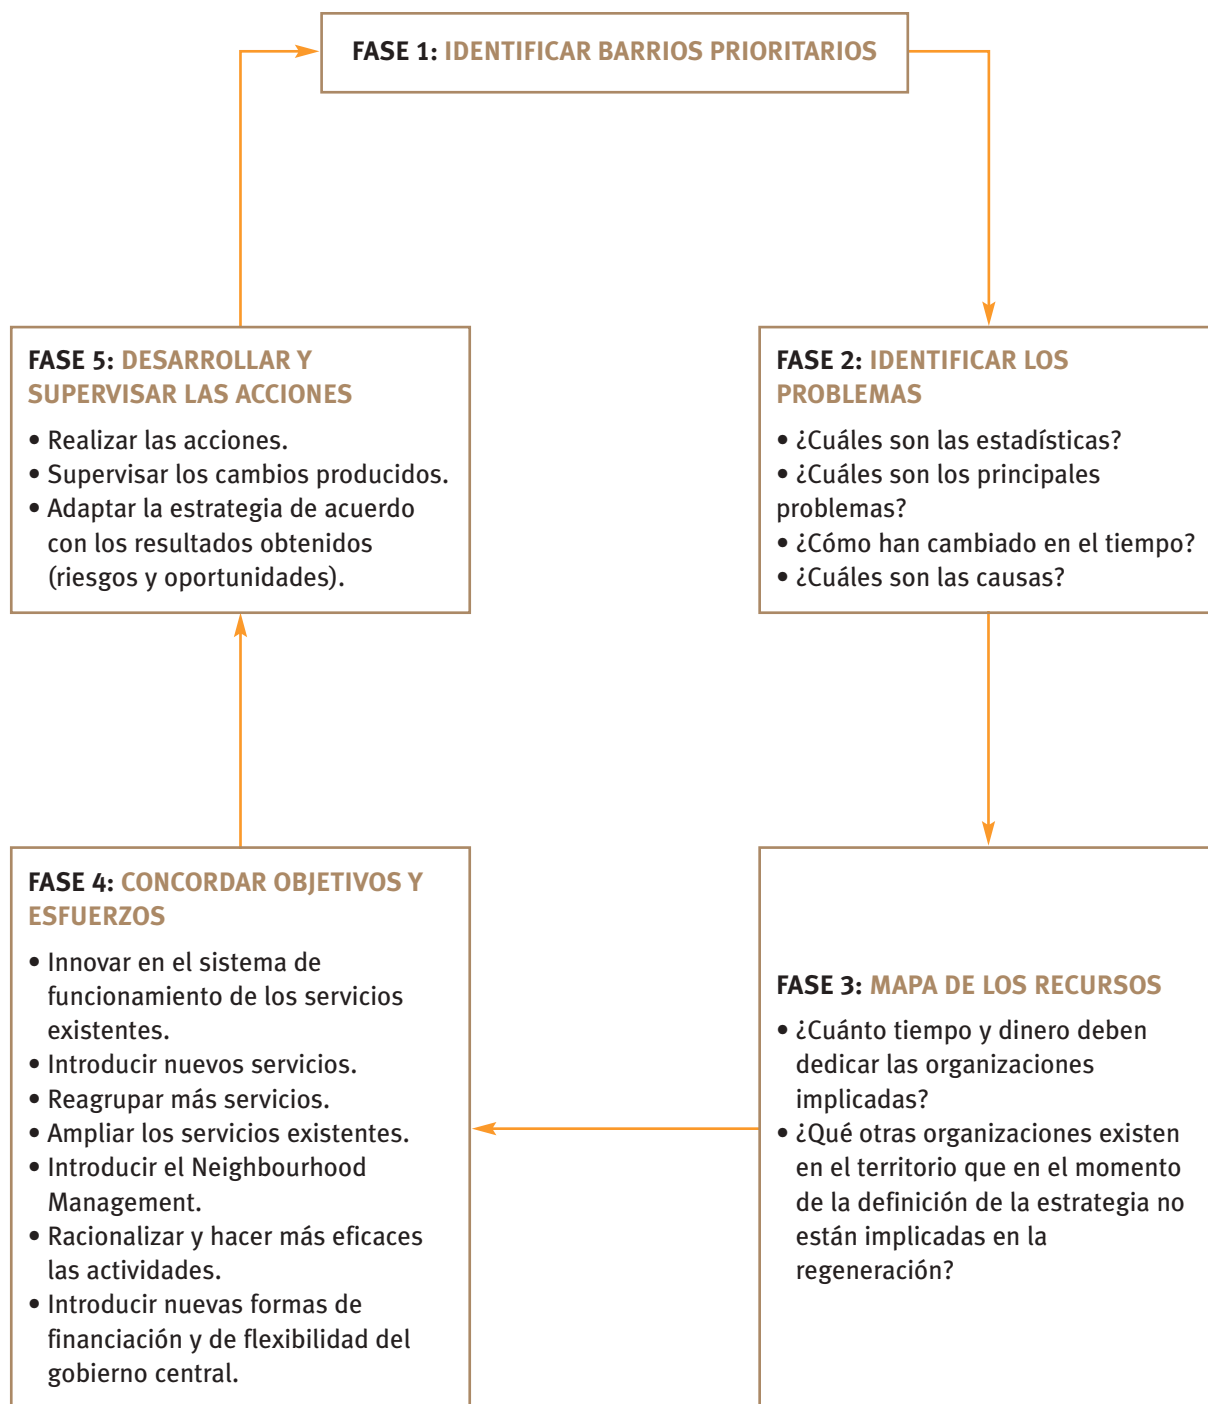 FASE 1: IDENTIFICAR BARRIOS PRIORITARIOS
FASE 2: IDENTIFICAR LOS
PROBLEMAS
• ¿Cuáles son las estadísticas?
• ¿Cuáles son los principales
problemas?
• ¿Cómo han cambiado en el tiempo?
• ¿Cuáles son las causas?
FASE 3: MAPA DE LOS RECURSOS
• ¿Cuánto tiempo y dinero deben
dedicar las organizaciones
implicadas?
• ¿Qué otras organizaciones existen
en el territorio que en el momento
de la definición de la estrategia no
están implicadas en la
regeneración?
FASE 4: CONCORDAR OBJETIVOS Y
ESFUERZOS
• Innovar en el sistema de
funcionamiento de los servicios
existentes.
• Introducir nuevos servicios.
• Reagrupar más servicios.
• Ampliar los servicios existentes.
• Introducir el Neighbourhood
Management.
• Racionalizar y hacer más eficaces
las actividades.
• Introducir nuevas formas de
financiación y de flexibilidad del
gobierno central.
FASE 5: DESARROLLAR Y
SUPERVISAR LAS ACCIONES
• Realizar las acciones.
• Supervisar los cambios producidos.
• Adaptar la estrategia de acuerdo
con los resultados obtenidos
(riesgos y oportunidades).